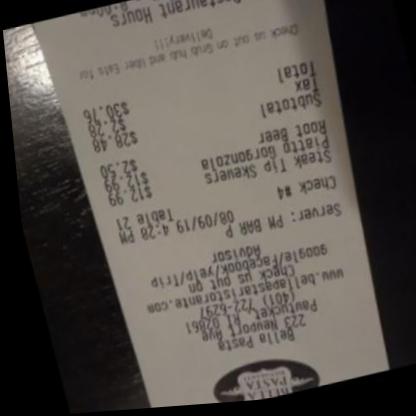 BELLA
PASTA
Bella Pasta
223 Newport Ave
Pawtucket RI 02861
(401) 722-6297
www.bellapastaristorante.com
Check us out on
google/facebook/yelp/trip
Advisor
Server: PM BAR P 08/09/19 4:28 PM
Check #4 Table 21
Steak Tip Skewers $12.99
Piatto Gorgonzola $12.99
Root Beer $2.50
Subtotal $28.48
Tax $2.28
Total $30.76
Check us out on Grub hub and Uber Eats for
Delivery!!!
Restaurant Hours